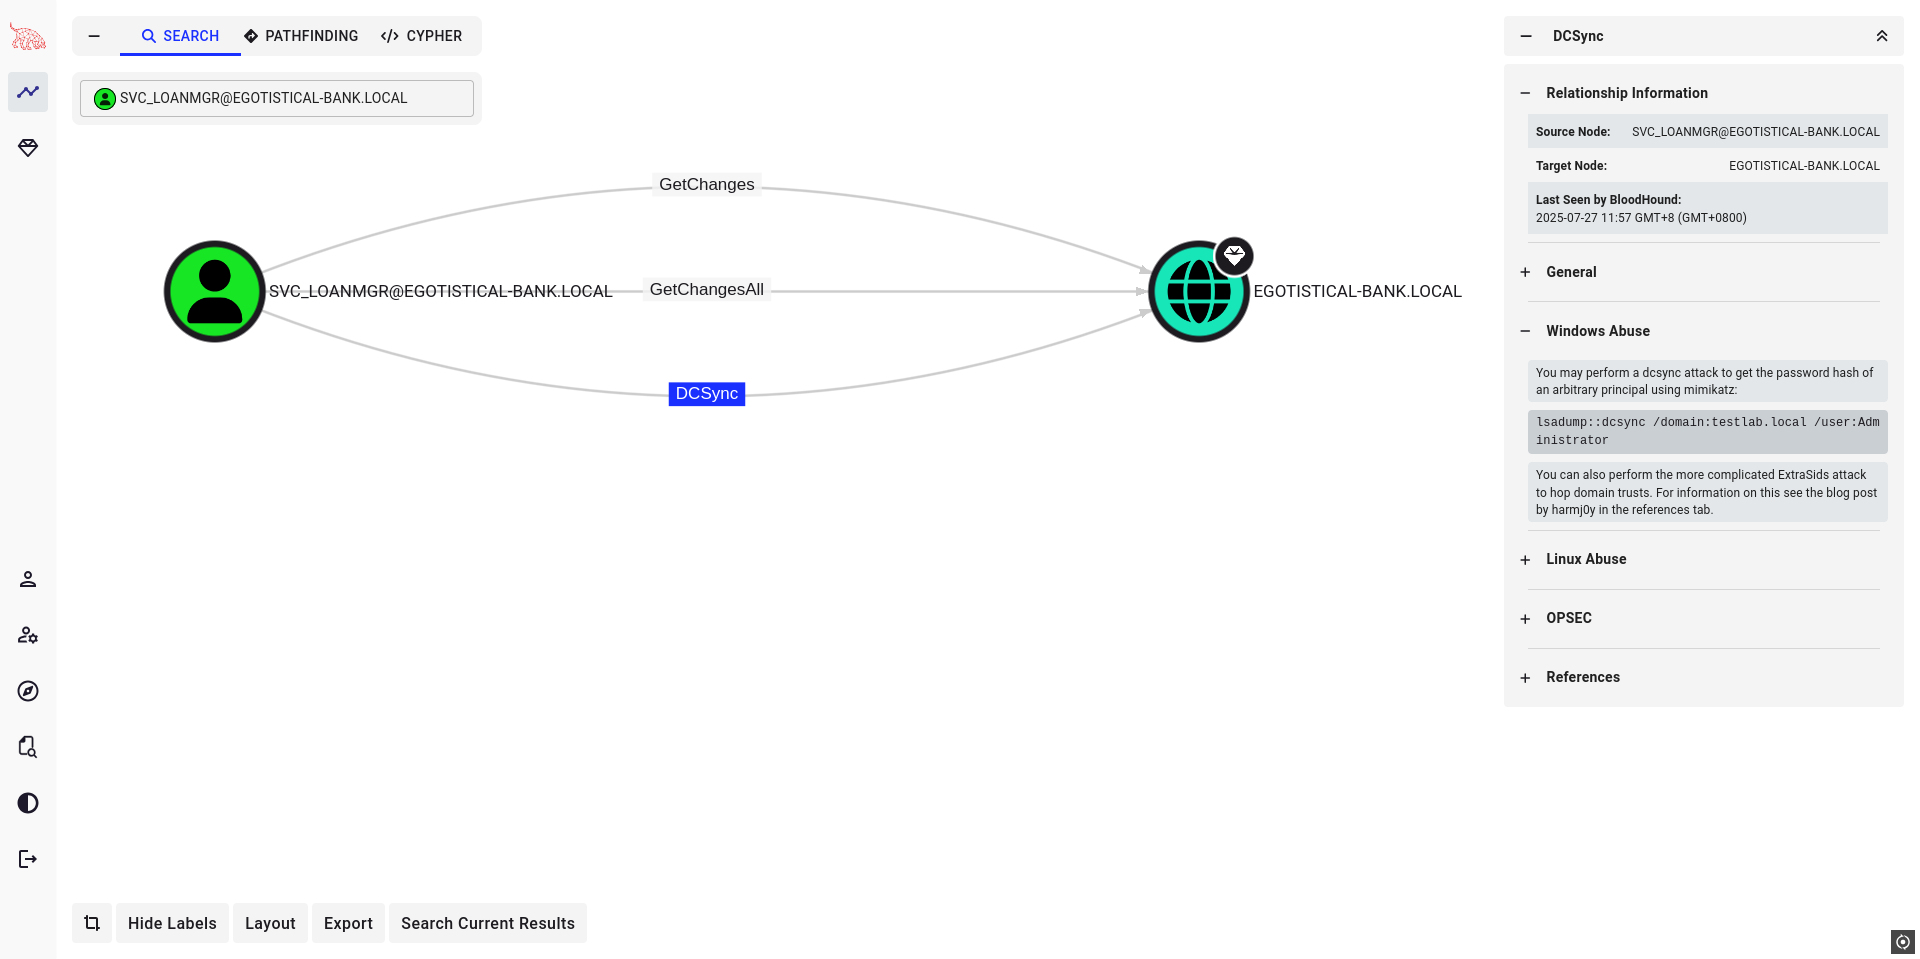 SEARCH
PATHFINDING
CYPHER
SVC_LOANMGR@EGOTISTICAL-BANK.LOCAL
GetChanges
SVC_LOANMGR@EGOTISTICAL-BANK.LOCAL
GetChangesAll
EGOTISTICAL-BANK.LOCAL
DCSync
Hide Labels
Layout
Export
Search Current Results
DCSync
Relationship Information
Source Node: SVC_LOANMGR@EGOTISTICAL-BANK.LOCAL
Target Node: EGOTISTICAL-BANK.LOCAL
Last Seen by BloodHound:
2025-07-27 11:57 GMT+8 (GMT+0800)
General
Windows Abuse
You may perform a dcsync attack to get the password hash of
an arbitrary principal using mimikatz:
lsadump::dcsync /domain:testlab.local /user:Adm
inistrator
You can also perform the more complicated ExtraSids attack
to hop domain trusts. For information on this see the blog post
by harmj0y in the references tab.
Linux Abuse
OPSEC
References